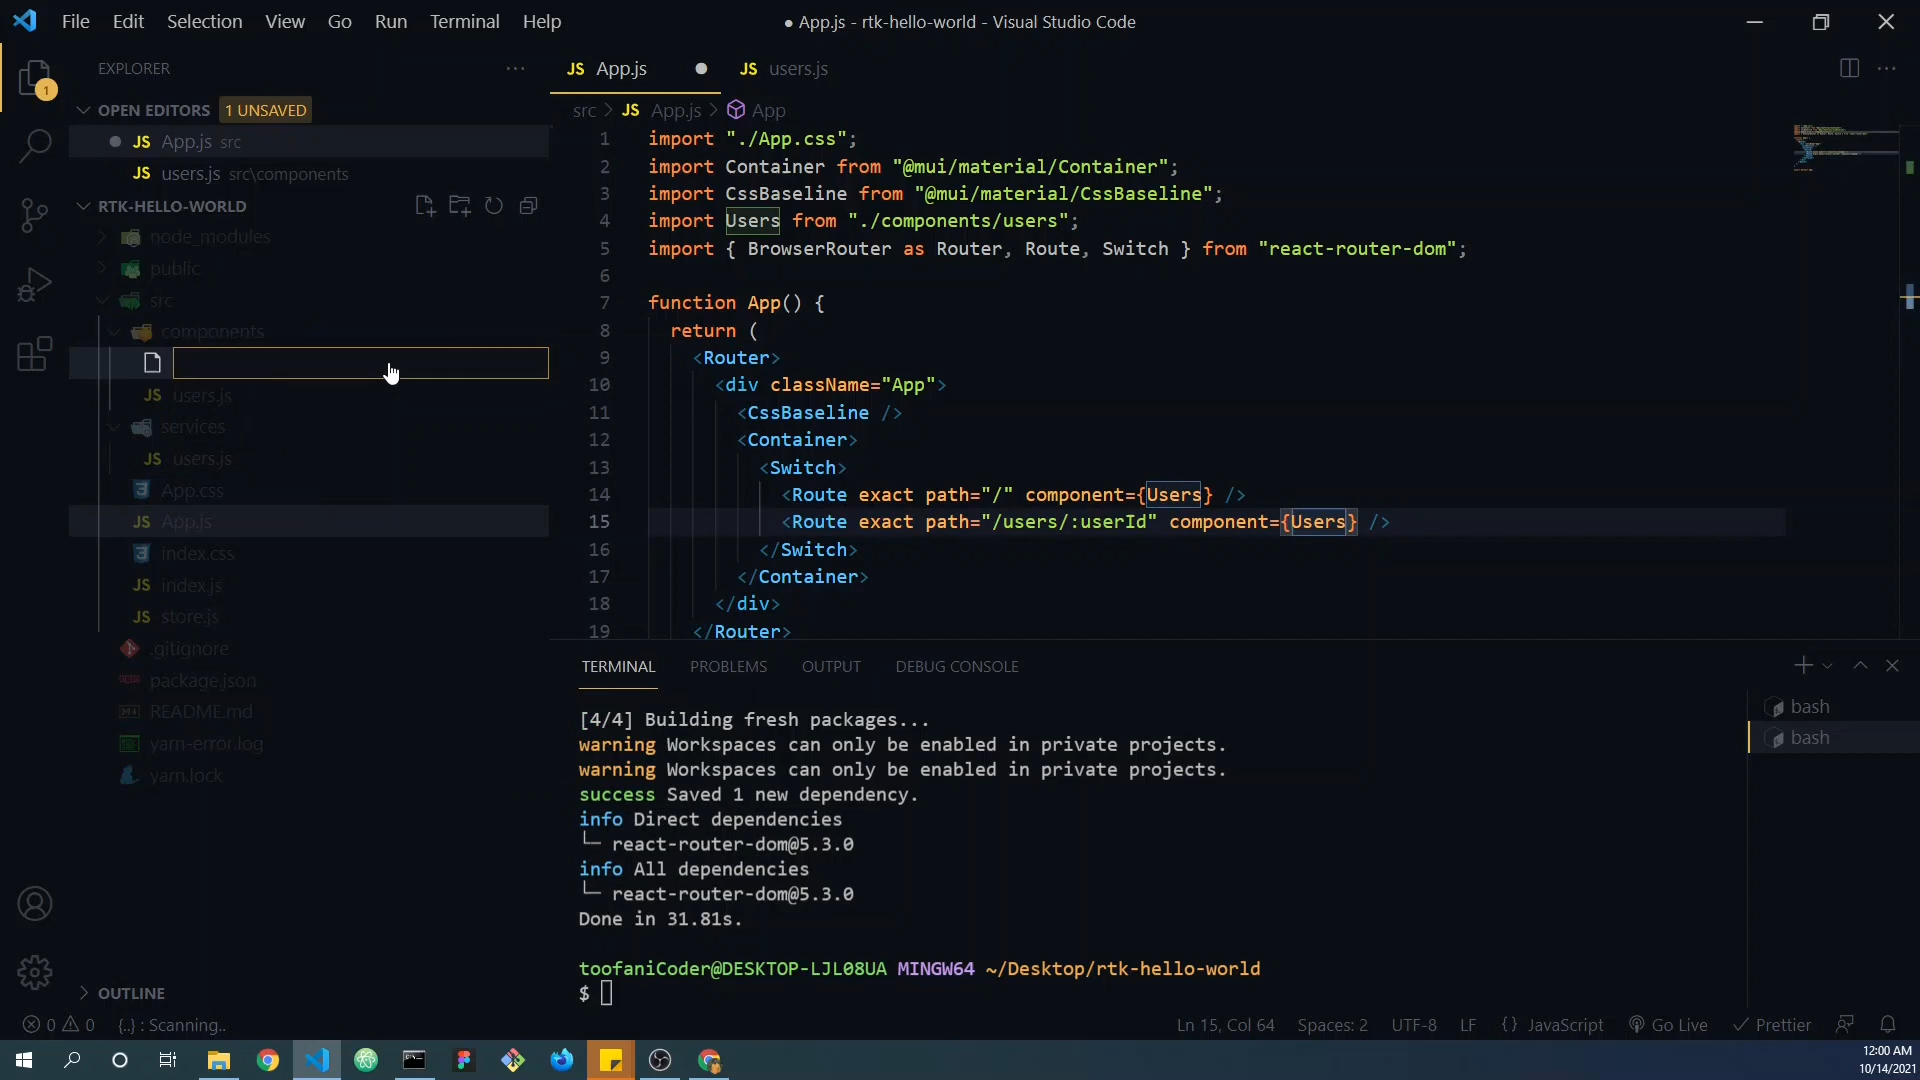 File Edit Selection View Go Run Terminal Help
● App.js - rtk-hello-world - Visual Studio Code
EXPLORER
1
OPEN EDITORS 1 UNSAVED
JS App.js src
JS users.js src\components
RTK-HELLO-WORLD
node_modules
public
src
components
JS users.js
services
JS users.js
App.css
JS App.js
index.css
JS index.js
JS store.js
.gitignore
package.json
README.md
yarn-error.log
yarn.lock
OUTLINE
JS App.js
JS users.js
src > JS App.js > App
1 import "./App.css";
2 import Container from "@mui/material/Container";
3 import CssBaseline from "@mui/material/CssBaseline";
4 import Users from "./components/users";
5 import { BrowserRouter as Router, Route, Switch } from "react-router-dom";
6
7 function App() {
8 return (
9 <Router>
10 <div className="App">
11 <CssBaseline />
12 <Container>
13 <Switch>
14 <Route exact path="/" component={Users} />
15 <Route exact path="/users/:userId" component={Users} />
16 </Switch>
17 </Container>
18 </div>
19 </Router>
TERMINAL PROBLEMS OUTPUT DEBUG CONSOLE
[4/4] Building fresh packages...
warning Workspaces can only be enabled in private projects.
warning Workspaces can only be enabled in private projects.
success Saved 1 new dependency.
info Direct dependencies
└─ react-router-dom@5.3.0
info All dependencies
└─ react-router-dom@5.3.0
Done in 31.81s.
toofaniCoder@DESKTOP-LJL08UA MINGW64 ~/Desktop/rtk-hello-world
$
bash
bash
0 0 {..} : Scanning..
Ln 15, Col 64 Spaces: 2 UTF-8 LF {} JavaScript Go Live Prettier
12:00 AM
10/14/2021